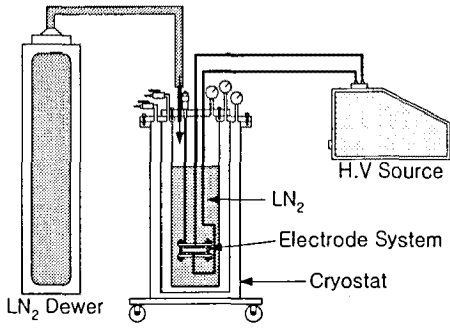 H.V Source
LN2
Electrode System
Cryostat
LN2 Dewer